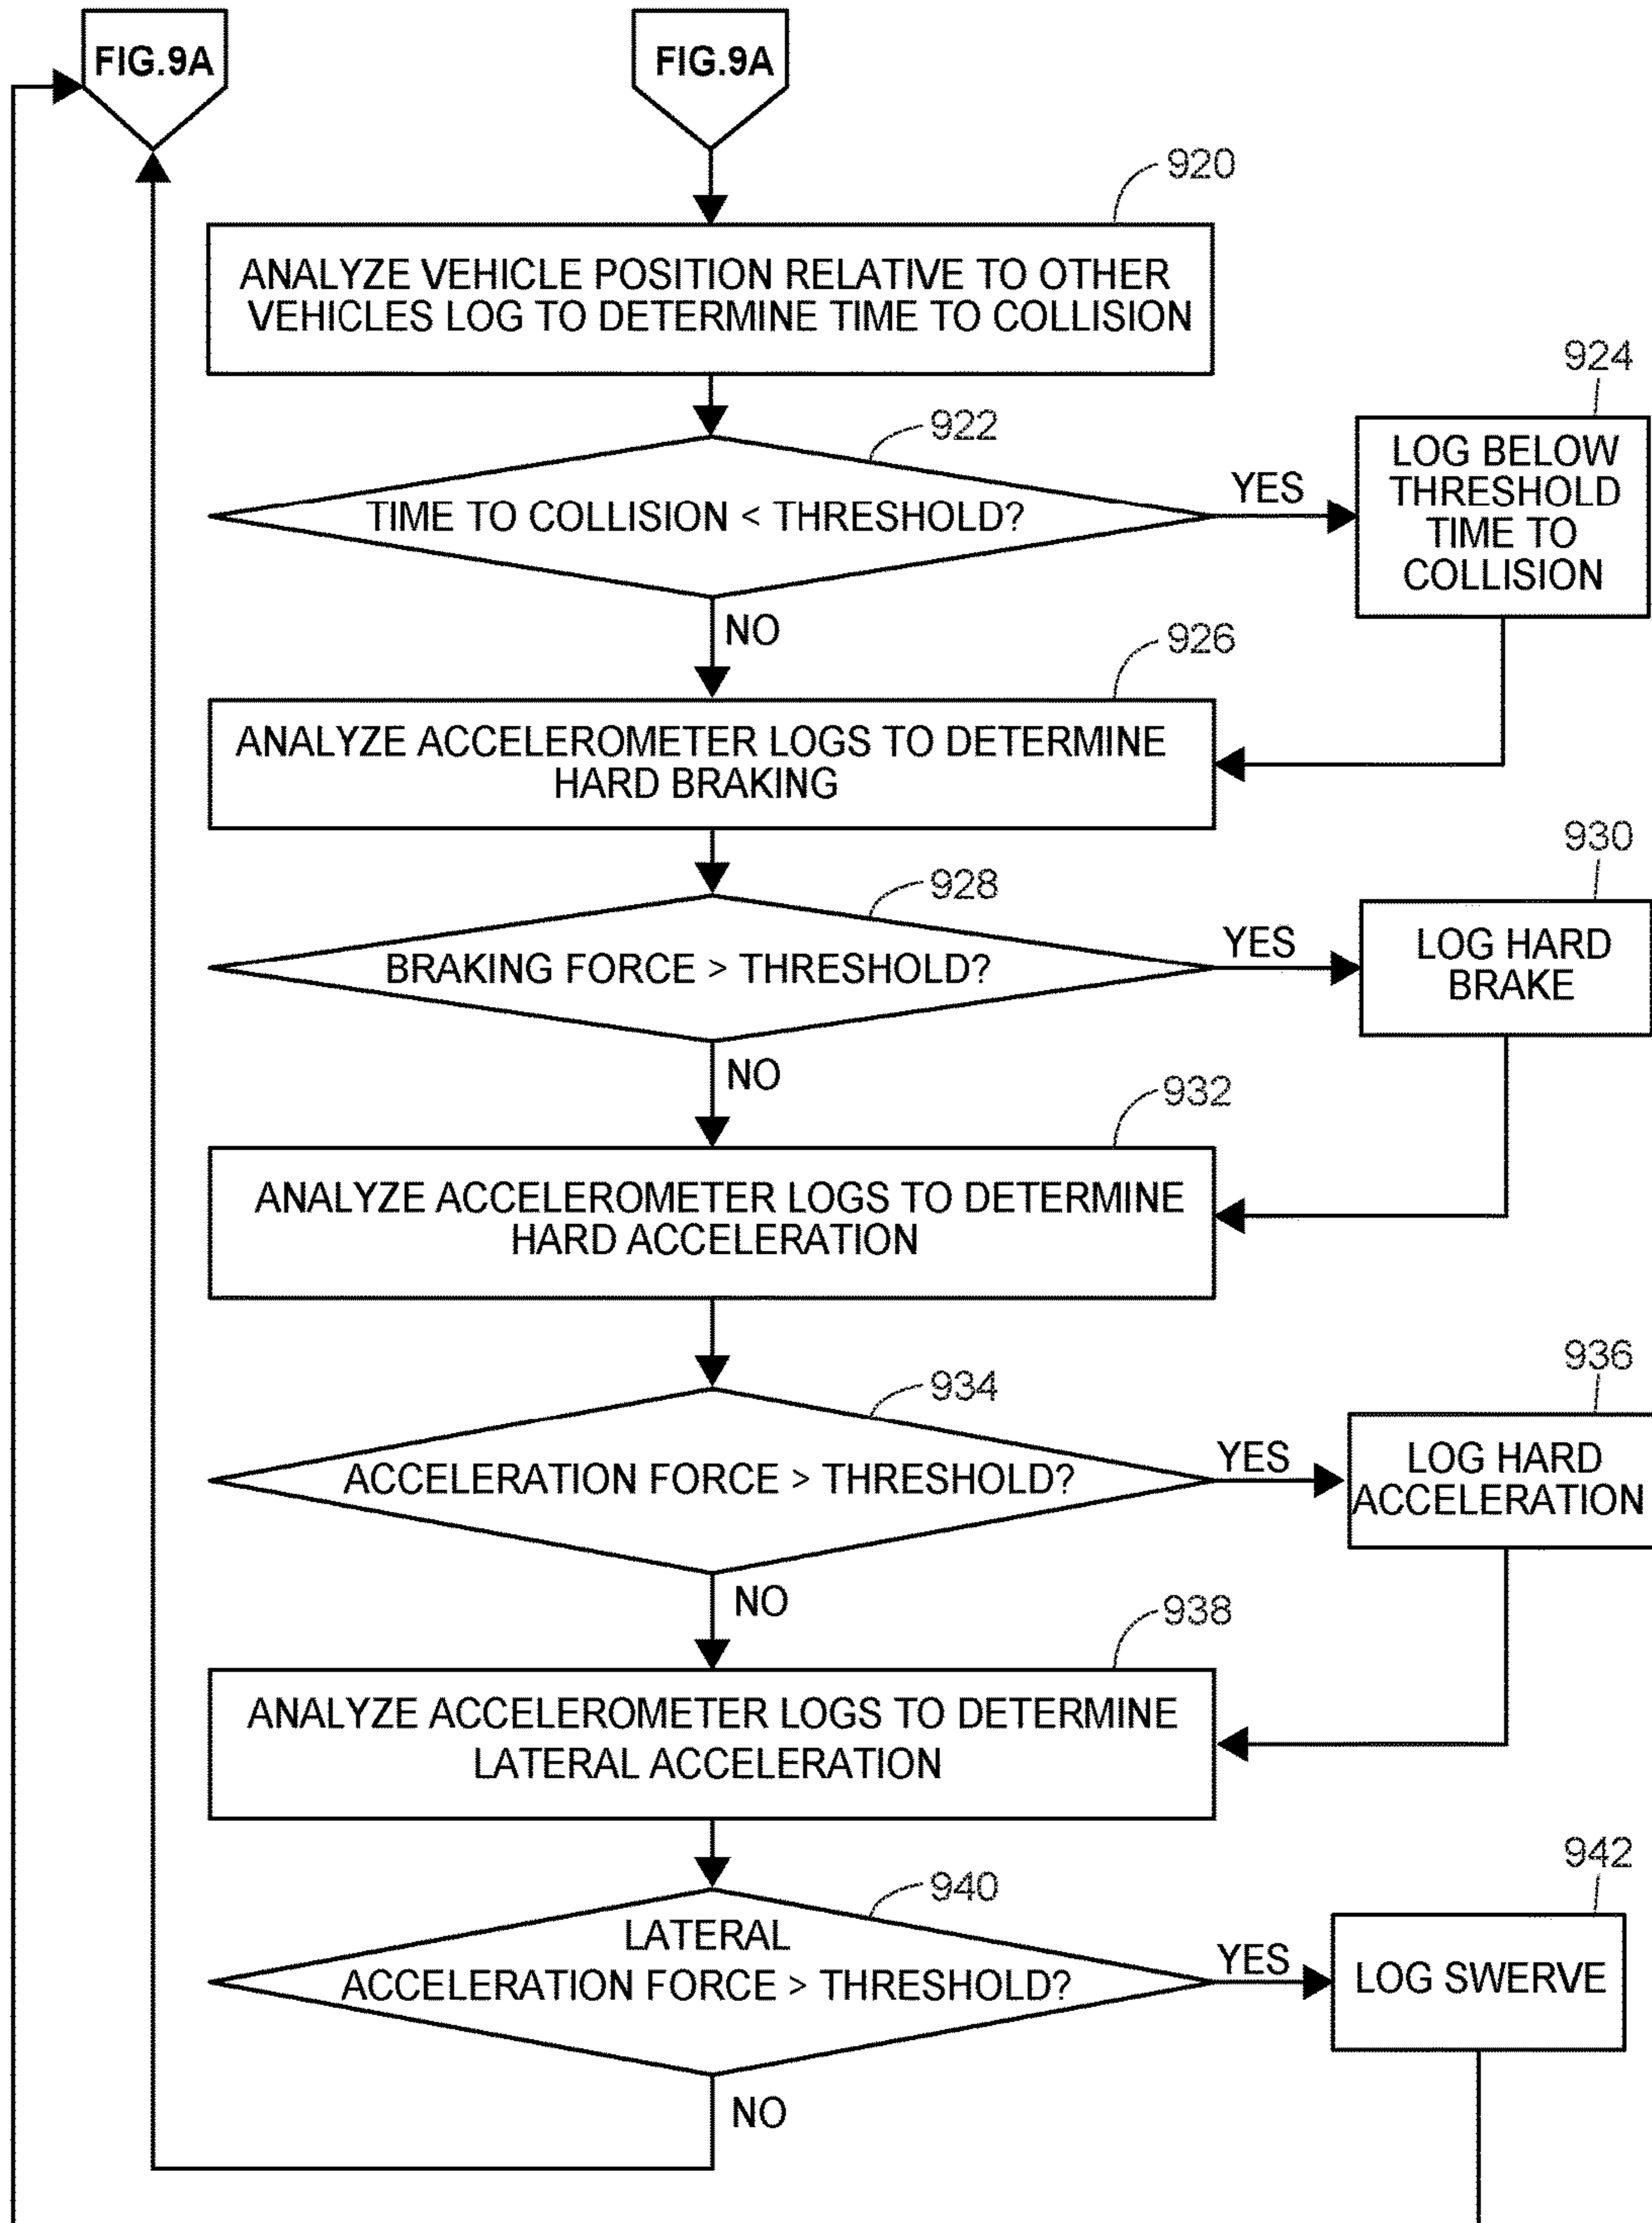 FIG.9A
FIG.9A
920
ANALYZE VEHICLE POSITION RELATIVE TO OTHER
VEHICLES LOG TO DETERMINE TIME TO COLLISION
922
TIME TO COLLISION < THRESHOLD?
YES
924
LOG BELOW
THRESHOLD
TIME TO
COLLISION
NO
926
ANALYZE ACCELEROMETER LOGS TO DETERMINE
HARD BRAKING
928
BRAKING FORCE > THRESHOLD?
YES
930
LOG HARD
BRAKE
NO
932
ANALYZE ACCELEROMETER LOGS TO DETERMINE
HARD ACCELERATION
934
ACCELERATION FORCE > THRESHOLD?
YES
936
LOG HARD
ACCELERATION
NO
938
ANALYZE ACCELEROMETER LOGS TO DETERMINE
LATERAL ACCELERATION
940
LATERAL
ACCELERATION FORCE > THRESHOLD?
YES
942
LOG SWERVE
NO